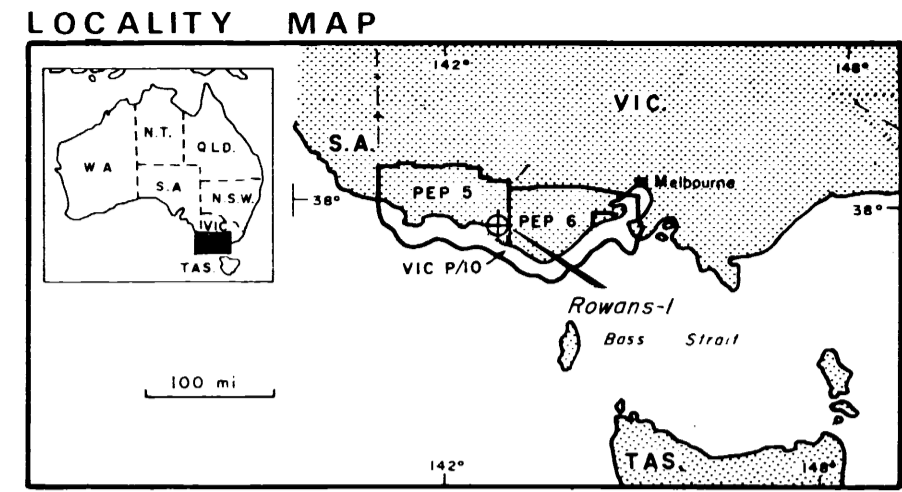 LOCALITY MAP
142°
148°
VIC.
N.T.
QLD.
W A
S.A.
S.A
N.S.W.
Melbourne
PEP 5
38°
PEP 6
38°
VIC.
TAS.
VIC P/10
Rowans-1
Bass Strait
100 mi
142°
TAS.
148°